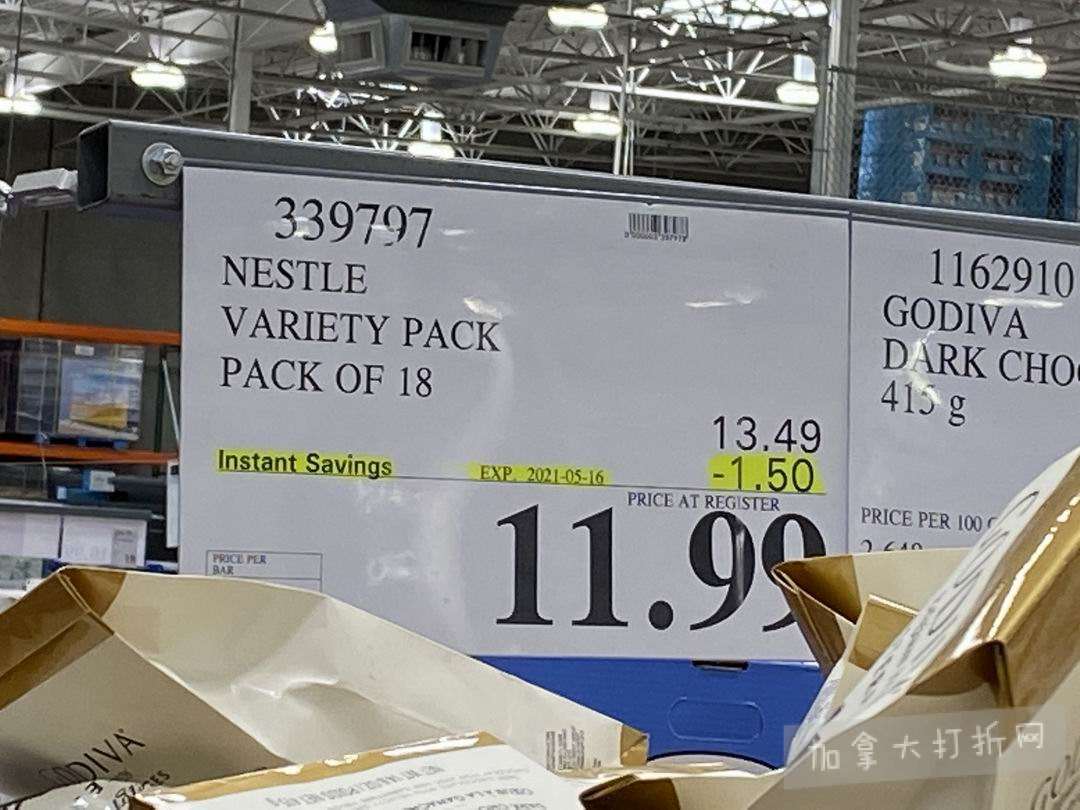 339797
NESTLE
VARIETY PACK
PACK OF 18
13.49
Instant Savings EXP. 2021-05-16 -1.50
PRICE AT REGISTER
11.99
PRICE PER
BAR
1162910
GODIVA
DARK CHO
415 g
PRICE PER 100
GODIVA
加拿大打折网